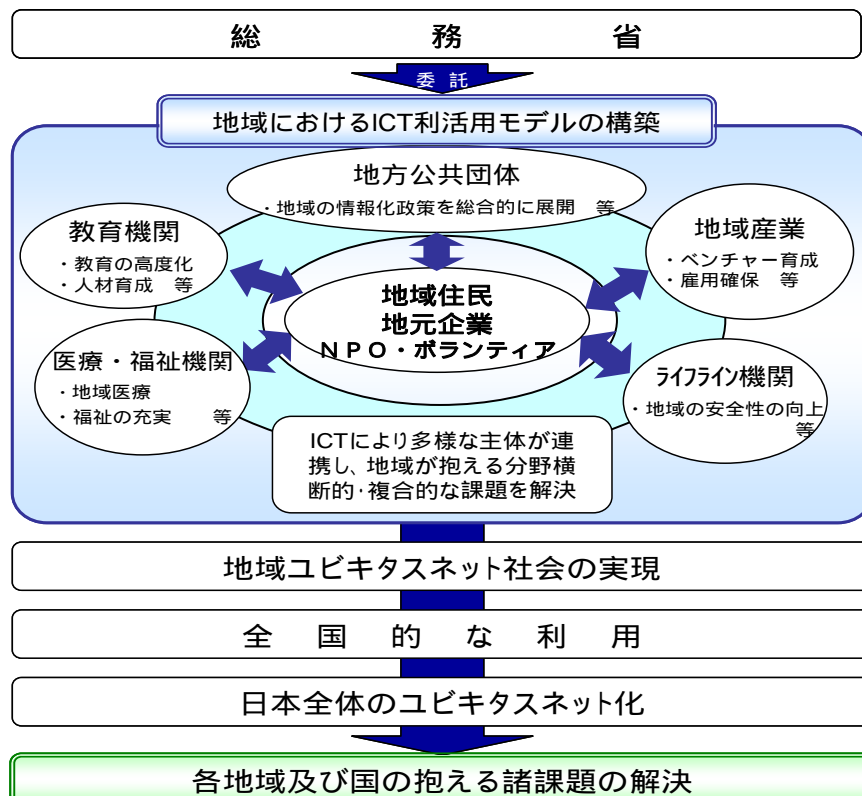 総務省
委託
地域におけるICT利活用モデルの構築
地方公共団体
・地域の情報化政策を総合的に展開　等
教育機関
・教育の高度化
・人材育成　等
地域産業
・ベンチャー育成
・雇用確保　等
地域住民
地元企業
NPO・ボランティア
医療・福祉機関
・地域医療
・福祉の充実　等
ライフライン機関
・地域の安全性の向上
等
ICTにより多様な主体が連
携し、地域が抱える分野横
断的・複合的な課題を解決
地域ユビキタスネット社会の実現
全国的な利用
日本全体のユビキタスネット化
各地域及び国の抱える諸課題の解決